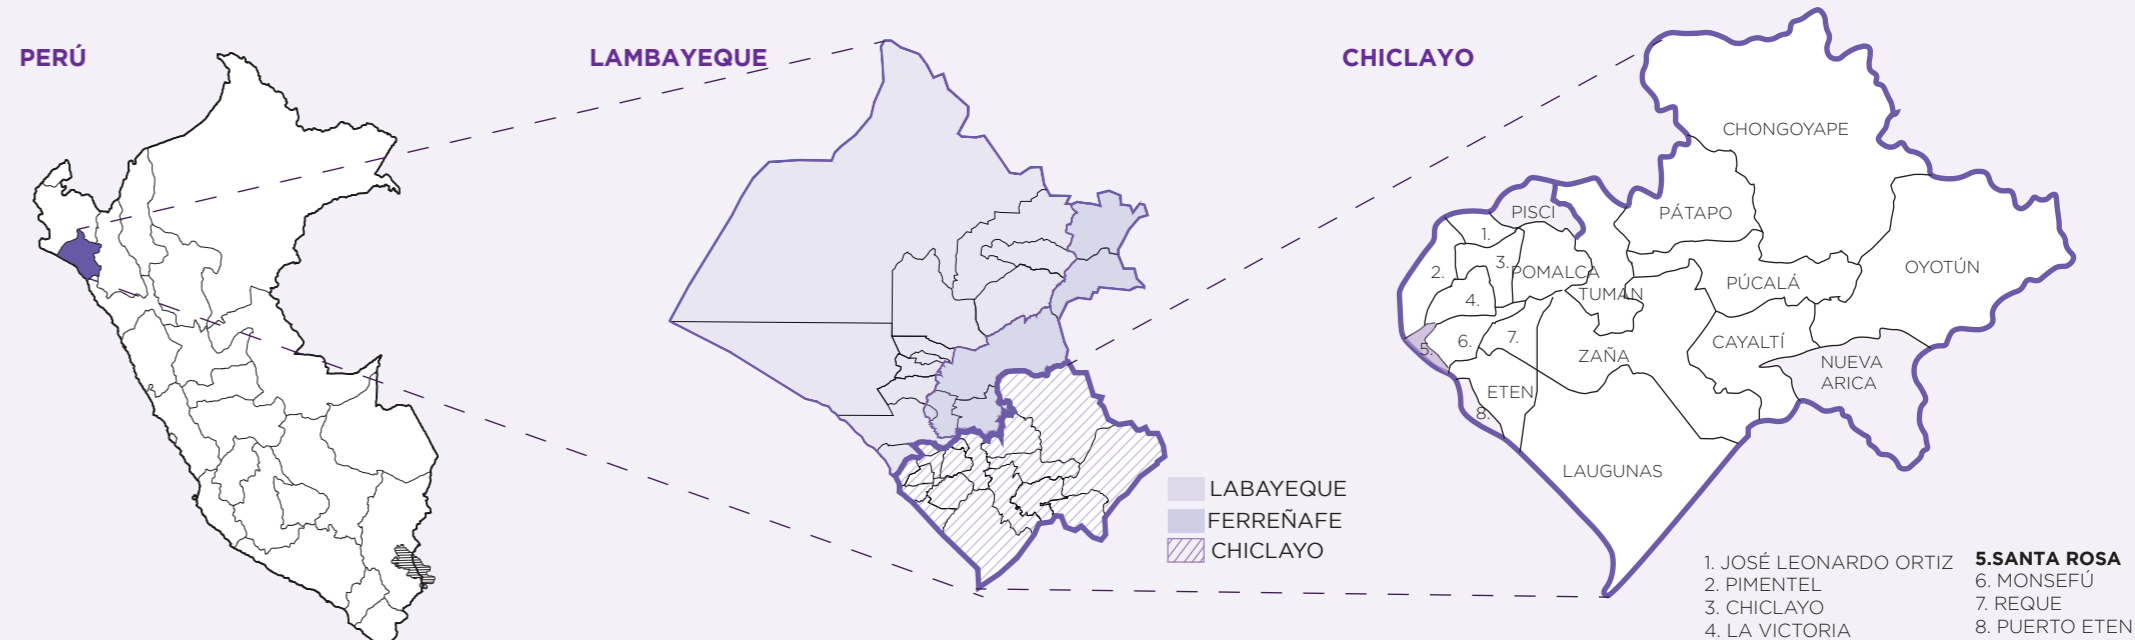 PERÚ
LAMBAYEQUE
CHICLAYO
LABAYEQUE
FERREÑAFE
CHICLAYO
CHONGOYAPE
PISCI
PÁTAPO
1.
2.
3.
POMALCA
OYOTÚN
PÚCALÁ
TUMAN
4.
5.
6.
7.
ZAÑA
CAYALTÍ
NUEVA
ARICA
ETEN
8.
LAUGUNAS
1. JOSÉ LEONARDO ORTIZ
2. PIMENTEL
3. CHICLAYO
4. LA VICTORIA
5.SANTA ROSA
6. MONSEFÚ
7. REQUE
8. PUERTO ETEN